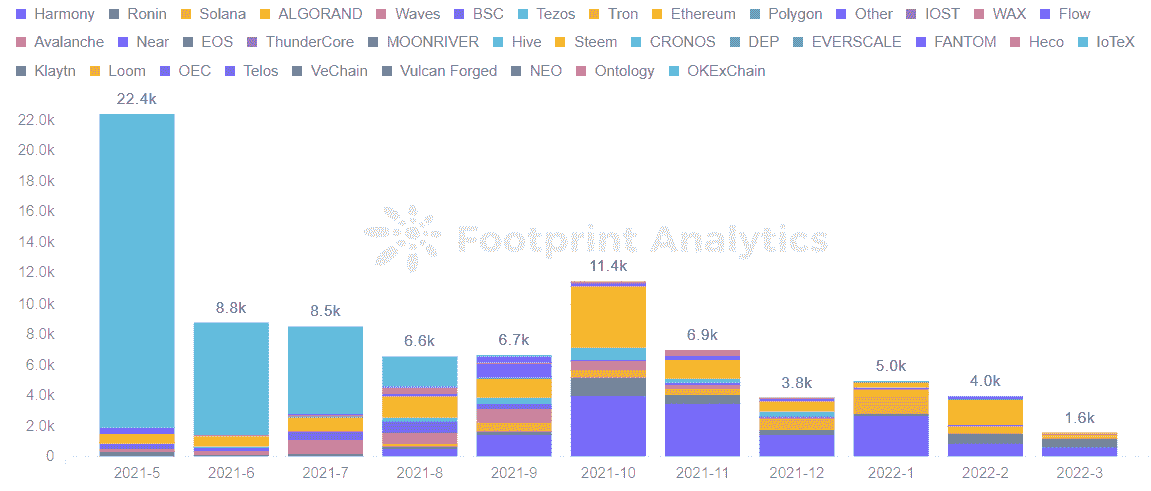 Harmony Ronin Solana ALGORAND Waves BSC Tezos Tron Ethereum Polygon Other IOST WAX Flow
Avalanche Near EOS ThunderCore MOONRIVER Hive Steem CRONOS DEP EVERSCALE FANTOM Heco IoTeX
Klaytn Loom OEC Telos VeChain Vulcan Forged NEO Ontology OKExChain
22.4k
22.0k
20.0k
18.0k
16.0k
14.0k
Footprint Analytics
12.0k
11.4k
10.0k
8.8k
8.5k
8.0k
6.6k
6.7k
6.9k
6.0k
5.0k
4.0k
3.8k
4.0k
2.0k
1.6k
0
2021-5 2021-6 2021-7 2021-8 2021-9 2021-10 2021-11 2021-12 2022-1 2022-2 2022-3